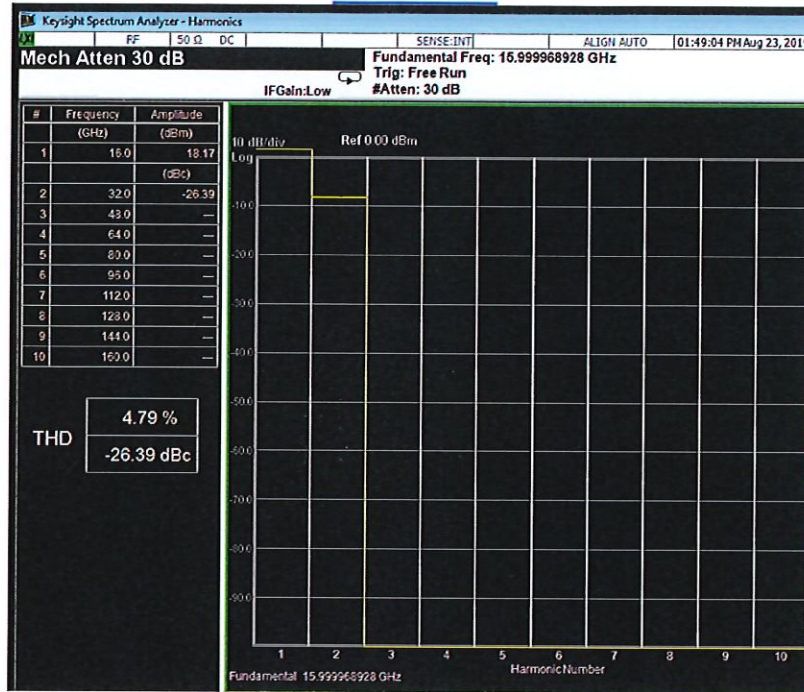 Keysight Spectrum Analyzer - Harmonics
RF 50 Ω DC SENSE:INT ALIGN AUTO 01:49:04 PM Aug 23, 201
Mech Atten 30 dB
Fundamental Freq: 15.999968928 GHz
Trig: Free Run
IFGain:Low #Atten: 30 dB
# Frequency Amplitude
(GHz) (dBm)
1 16.0 18.17
(dBc)
2 32.0 -26.39
3 48.0 ---
4 64.0 ---
5 80.0 ---
6 96.0 ---
7 112.0 ---
8 128.0 ---
9 144.0 ---
10 160.0 ---
THD
4.79 %
-26.39 dBc
10 dB/div Ref 0.00 dBm
Log
-10.0
-20.0
-30.0
-40.0
-50.0
-60.0
-70.0
-80.0
-90.0
1 2 3 4 5 6 7 8 9 10
Harmonic Number
Fundamental 15.999968928 GHz